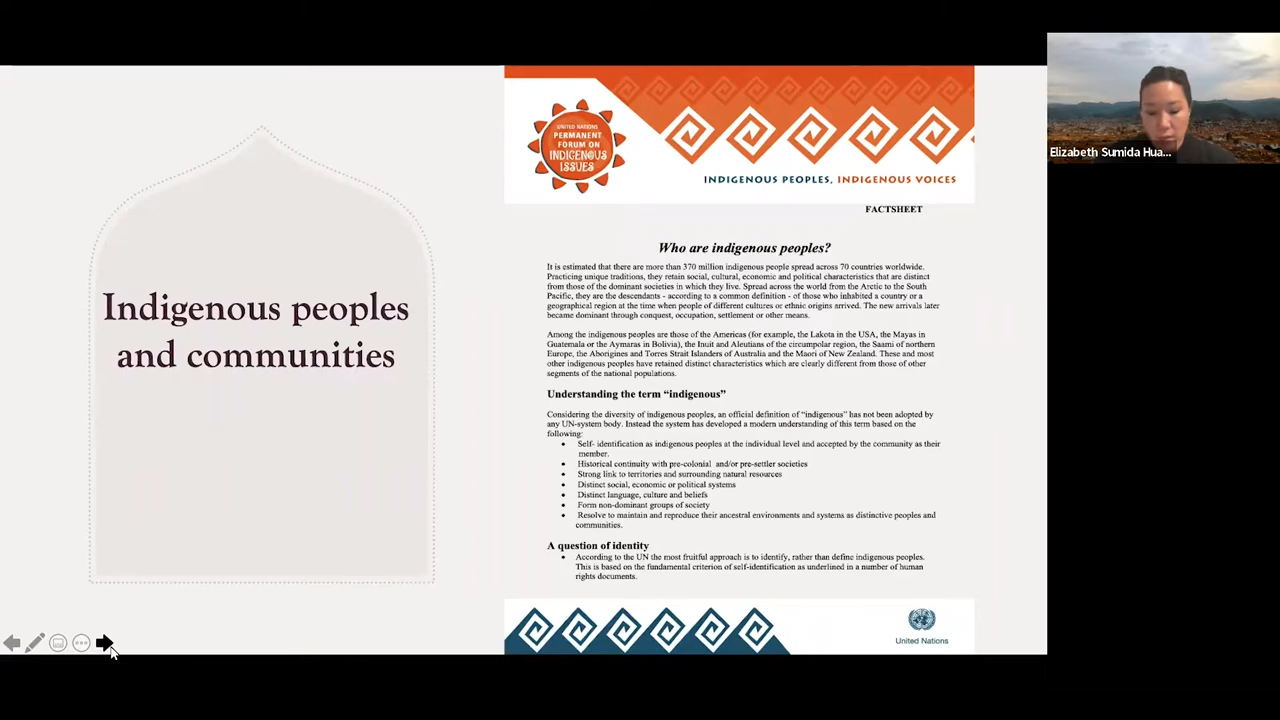 Indigenous peoples
and communities
UNITED NATIONS
PERMANENT
FORUM ON
INDIGENOUS
ISSUES
INDIGENOUS PEOPLES, INDIGENOUS VOICES
FACTSHEET
Who are indigenous peoples?
It is estimated that there are more than 370 million indigenous people spread across 70 countries worldwide.
Practicing unique traditions, they retain social, cultural, economic and political characteristics that are distinct
from those of the dominant societies in which they live. Spread across the world from the Arctic to the South
Pacific, they are the descendants - according to a common definition - of those who inhabited a country or a
geographical region at the time when people of different cultures or ethnic origins arrived. The new arrivals later
became dominant through conquest, occupation, settlement or other means.
Among the indigenous peoples are those of the Americas (for example, the Lakota in the USA, the Mayas in
Guatemala or the Aymaras in Bolivia), the Inuit and Aleutians of the circumpolar region, the Saami of northern
Europe, the Aborigines and Torres Strait Islanders of Australia and the Maori of New Zealand. These and most
other indigenous peoples have retained distinct characteristics which are clearly different from those of other
segments of the national populations.
Understanding the term “indigenous”
Considering the diversity of indigenous peoples, an official definition of “indigenous” has not been adopted by
any UN-system body. Instead the system has developed a modern understanding of this term based on the
following:
• Self- identification as indigenous peoples at the individual level and accepted by the community as their
member.
• Historical continuity with pre-colonial and/or pre-settler societies
• Strong link to territories and surrounding natural resources
• Distinct social, economic or political systems
• Distinct language, culture and beliefs
• Form non-dominant groups of society
• Resolve to maintain and reproduce their ancestral environments and systems as distinctive peoples and
communities.
A question of identity
• According to the UN the most fruitful approach is to identify, rather than define indigenous peoples.
This is based on the fundamental criterion of self-identification as underlined in a number of human
rights documents.
United Nations
Elizabeth Sumida Hua...